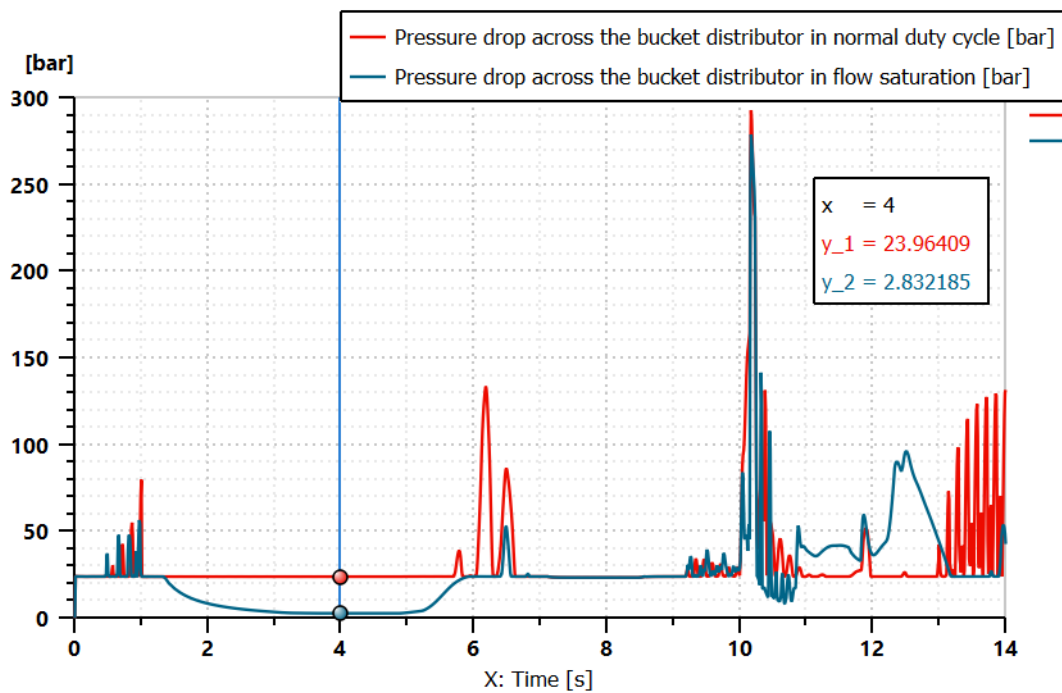 Pressure drop across the bucket distributor in normal duty cycle [bar]
Pressure drop across the bucket distributor in flow saturation [bar]
[bar]
300
250
200
150
100
50
0
x = 4
y_1 = 23.96409
y_2 = 2.832185
0 2 4 6 8 10 12 14
X: Time [s]